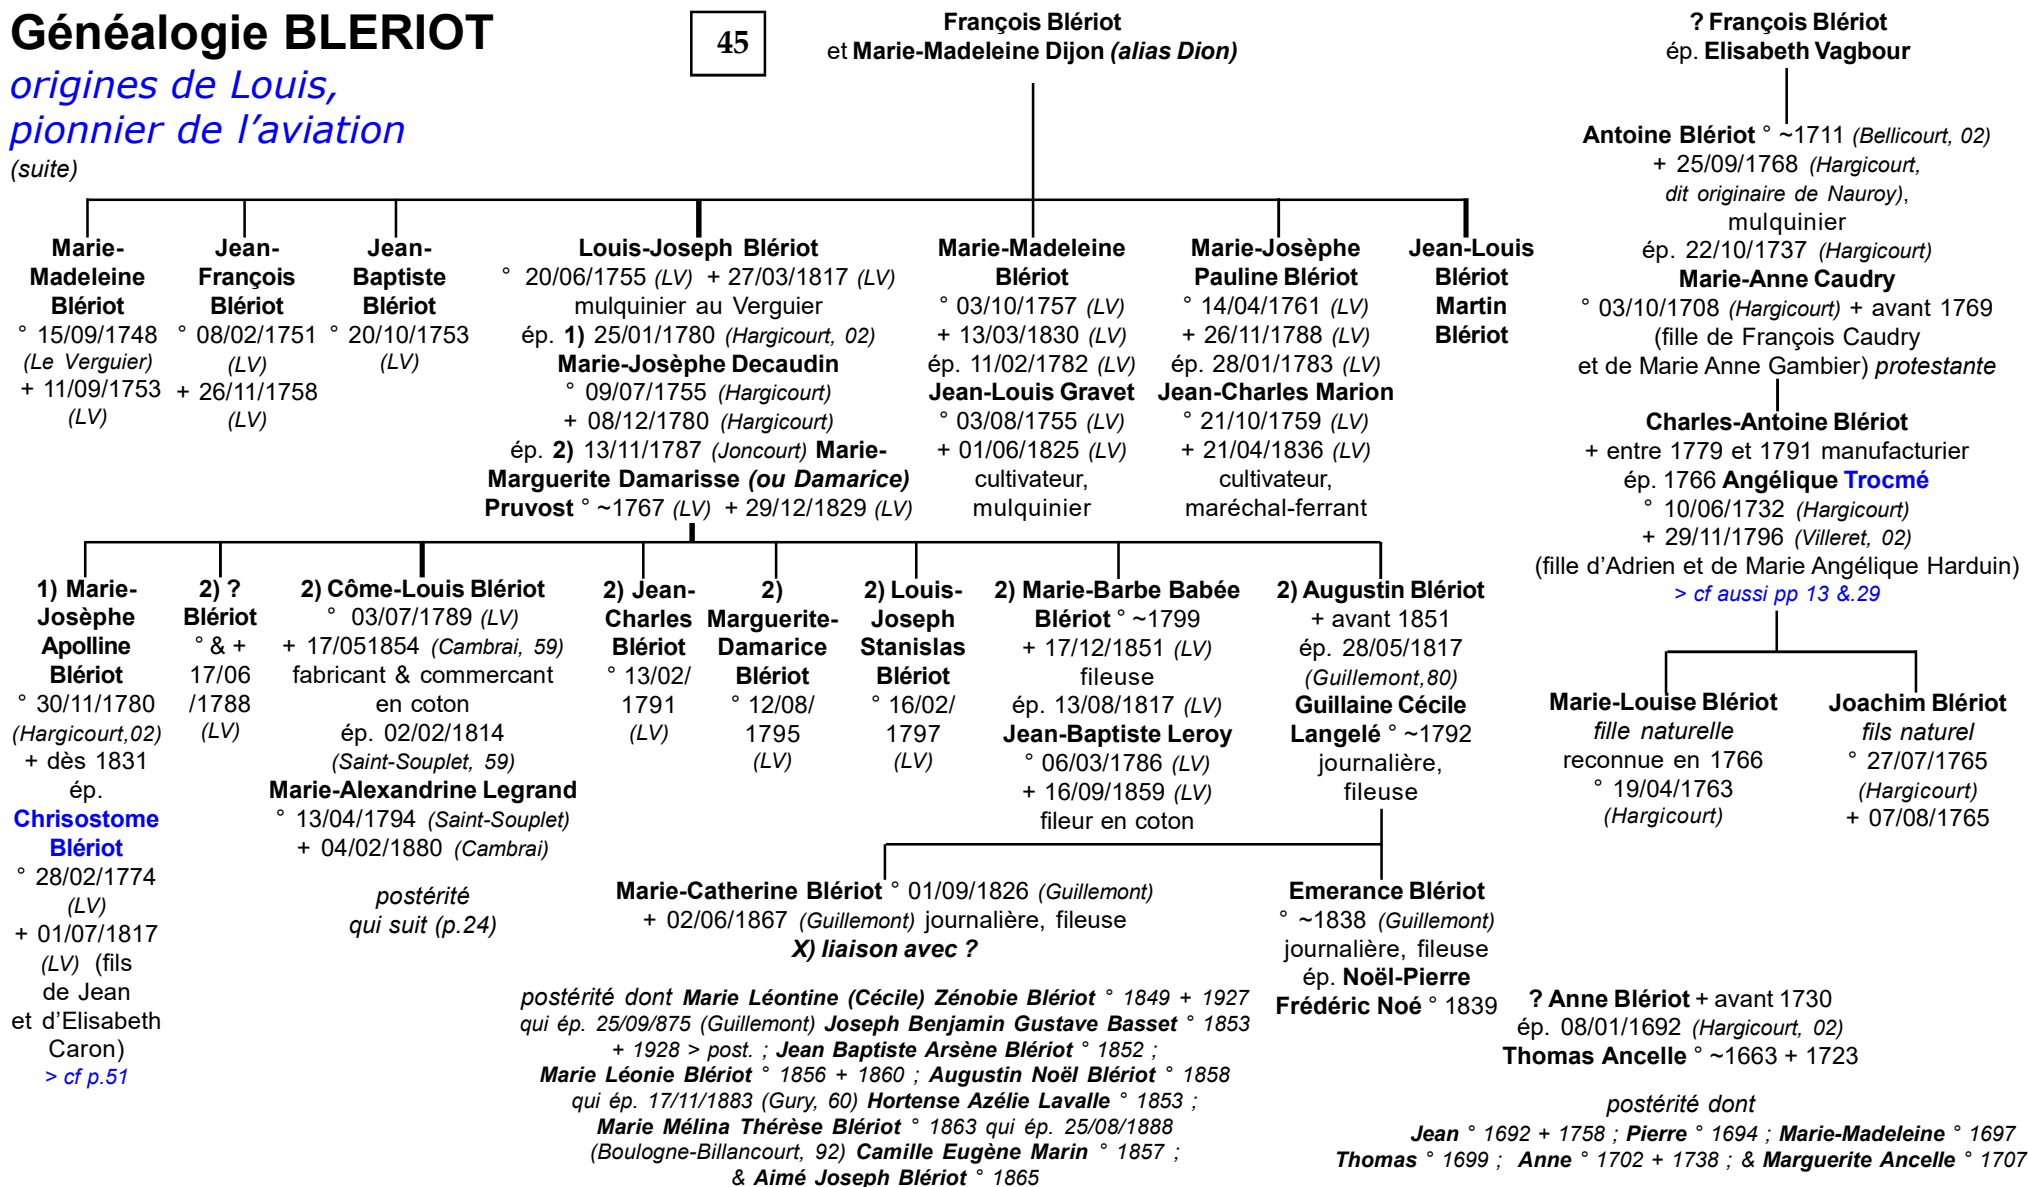 Généalogie BLERIOT
origines de Louis,
pionnier de l'aviation
(suite)
45
François Blériot
et Marie-Madeleine Dijon (alias Dion)
? François Blériot
ép. Elisabeth Vagbour
Antoine Blériot ° ~1711 (Bellicourt, 02)
+ 25/09/1768 (Hargicourt,
dit originaire de Nauroy),
mulquinier
ép. 22/10/1737 (Hargicourt)
Marie-Anne Caudry
° 03/10/1708 (Hargicourt) + avant 1769
(fille de François Caudry
et de Marie Anne Gambier) protestante
Charles-Antoine Blériot
+ entre 1779 et 1791 manufacturier
ép. 1766 Angélique Trocmé
° 10/06/1732 (Hargicourt)
+ 29/11/1796 (Villeret, 02)
(fille d'Adrien et de Marie Angélique Harduin)
> cf aussi pp 13 &.29
Marie-Louise Blériot
fille naturelle
reconnue en 1766
° 19/04/1763
(Hargicourt)
Joachim Blériot
fils naturel
° 27/07/1765
(Hargicourt)
+ 07/08/1765
Marie-
Madeleine
Blériot
° 15/09/1748
(Le Verguier)
+ 11/09/1753
(LV)
Jean-
François
Blériot
° 08/02/1751
(LV)
+ 26/11/1758
(LV)
Jean-
Baptiste
Blériot
° 20/10/1753
(LV)
Louis-Joseph Blériot
° 20/06/1755 (LV) + 27/03/1817 (LV)
mulquinier au Verguier
ép. 1) 25/01/1780 (Hargicourt, 02)
Marie-Josèphe Decaudin
° 09/07/1755 (Hargicourt)
+ 08/12/1780 (Hargicourt)
ép. 2) 13/11/1787 (Joncourt) Marie-
Marguerite Damarisse (ou Damarice)
Pruvost ° ~1767 (LV) + 29/12/1829 (LV)
Marie-Madeleine
Blériot
° 03/10/1757 (LV)
+ 13/03/1830 (LV)
ép. 11/02/1782 (LV)
Jean-Louis Gravet
° 03/08/1755 (LV)
+ 01/06/1825 (LV)
cultivateur,
mulquinier
Marie-Josèphe
Pauline Blériot
° 14/04/1761 (LV)
+ 26/11/1788 (LV)
ép. 28/01/1783 (LV)
Jean-Charles Marion
° 21/10/1759 (LV)
+ 21/04/1836 (LV)
cultivateur,
maréchal-ferrant
Jean-Louis
Blériot
Martin
Blériot
1) Marie-
Josèphe
Apolline
Blériot
° 30/11/1780
(Hargicourt,02)
+ dès 1831
ép.
Chrisostome
Blériot
° 28/02/1774
(LV)
+ 01/07/1817
(LV) (fils
de Jean
et d'Elisabeth
Caron)
> cf p.51
2) ?
Blériot
° & +
17/06
/1788
(LV)
2) Côme-Louis Blériot
° 03/07/1789 (LV)
+ 17/051854 (Cambrai, 59)
fabricant & commercant
en coton
ép. 02/02/1814
(Saint-Souplet, 59)
Marie-Alexandrine Legrand
° 13/04/1794 (Saint-Souplet)
+ 04/02/1880 (Cambrai)
postérité
qui suit (p.24)
2) Jean-
Charles
Blériot
° 13/02/
1791
(LV)
2)
Marguerite-
Damarice
Blériot
° 12/08/
1795
(LV)
2) Louis-
Joseph
Stanislas
Blériot
° 16/02/
1797
(LV)
2) Marie-Barbe Babée
Blériot ° ~1799
+ 17/12/1851 (LV)
fileuse
ép. 13/08/1817 (LV)
Jean-Baptiste Leroy
° 06/03/1786 (LV)
+ 16/09/1859 (LV)
fileur en coton
2) Augustin Blériot
+ avant 1851
ép. 28/05/1817
(Guillemont,80)
Guillaine Cécile
Langelé ° ~1792
journalière,
fileuse
Marie-Catherine Blériot ° 01/09/1826 (Guillemont)
+ 02/06/1867 (Guillemont) journalière, fileuse
X) liaison avec ?
postérité dont Marie Léontine (Cécile) Zénobie Blériot ° 1849 + 1927
qui ép. 25/09/875 (Guillemont) Joseph Benjamin Gustave Basset ° 1853
+ 1928 > post. ; Jean Baptiste Arsène Blériot ° 1852 ;
Marie Léonie Blériot ° 1856 + 1860 ; Augustin Noël Blériot ° 1858
qui ép. 17/11/1883 (Gury, 60) Hortense Azélie Lavalle ° 1853 ;
Marie Mélina Thérèse Blériot ° 1863 qui ép. 25/08/1888
(Boulogne-Billancourt, 92) Camille Eugène Marin ° 1857 ;
& Aimé Joseph Blériot ° 1865
Emerance Blériot
° ~1838 (Guillemont)
journalière, fileuse
ép. Noël-Pierre
Frédéric Noé ° 1839
? Anne Blériot + avant 1730
ép. 08/01/1692 (Hargicourt, 02)
Thomas Ancelle ° ~1663 + 1723
postérité dont
Jean ° 1692 + 1758 ; Pierre ° 1694 ; Marie-Madeleine ° 1697
Thomas ° 1699 ; Anne ° 1702 + 1738 ; & Marguerite Ancelle ° 1707